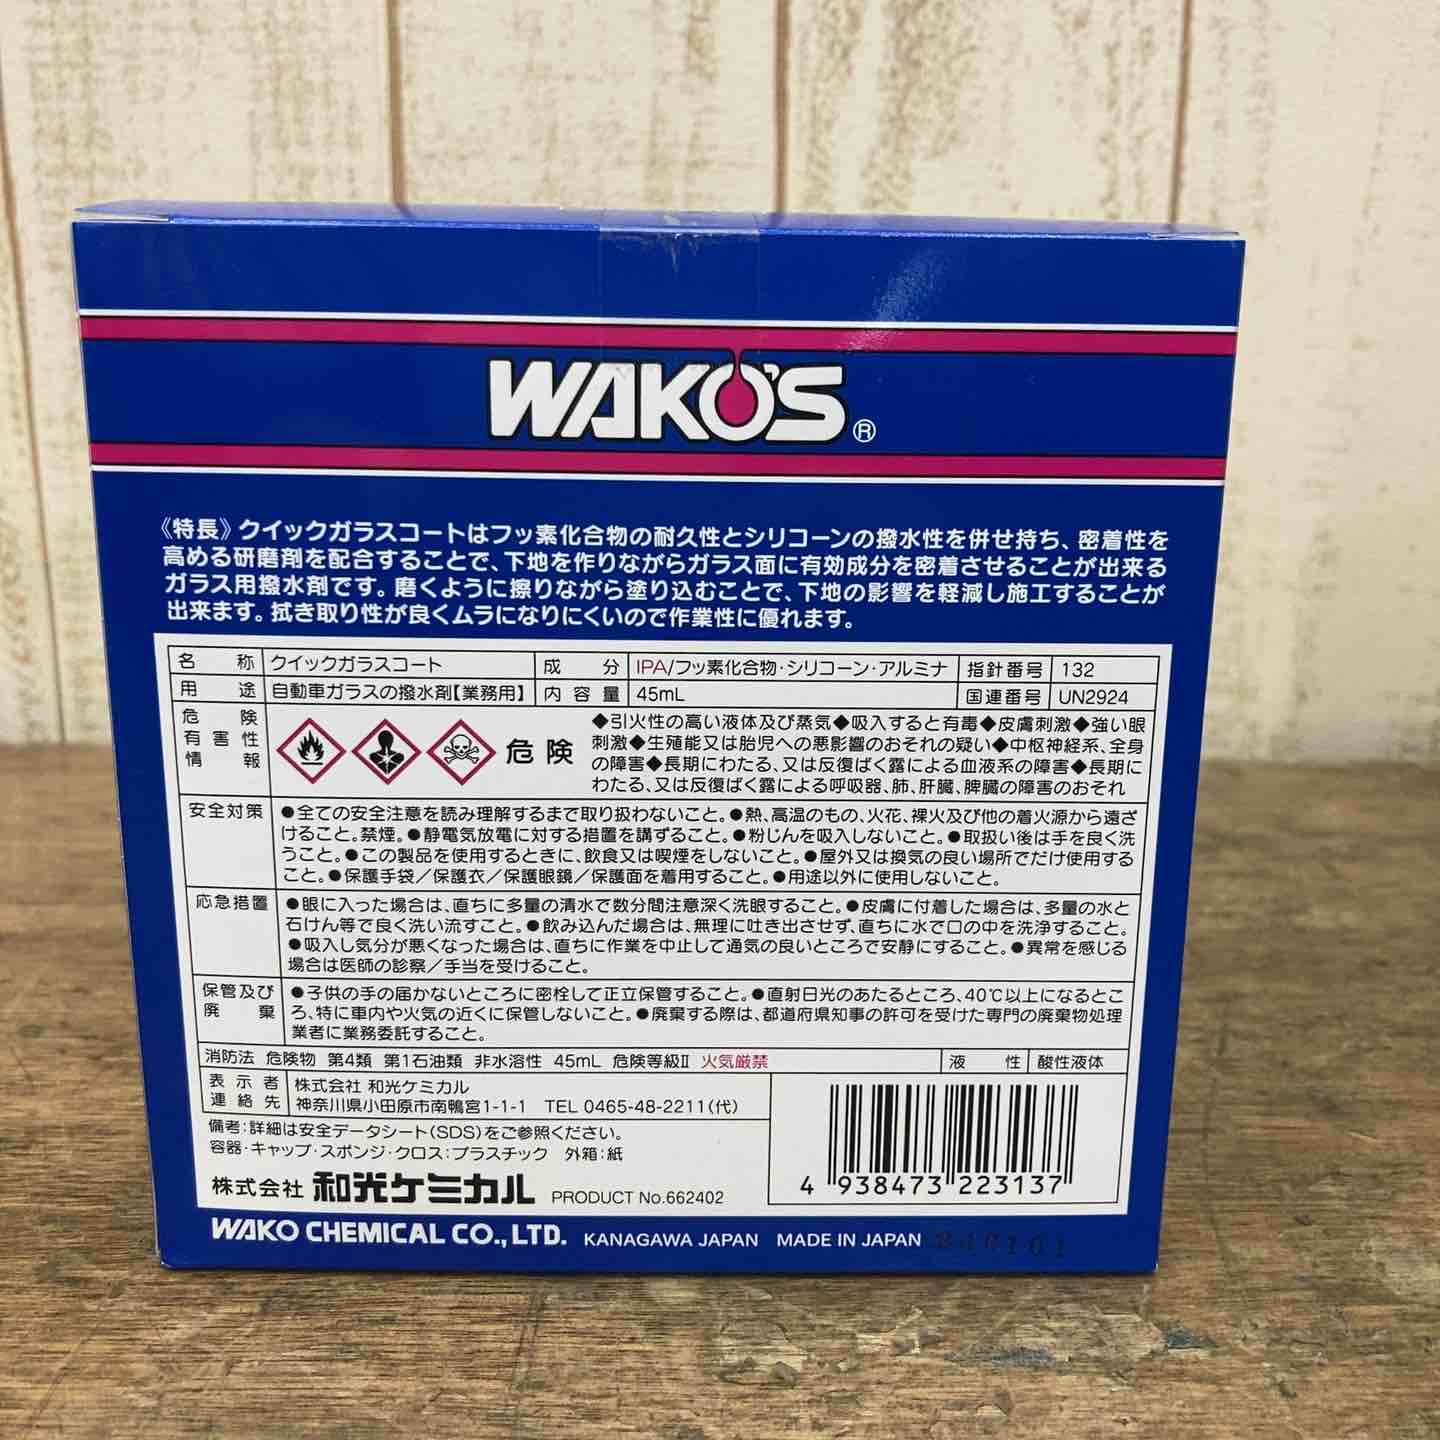 WAKO'S®
《特長》クイックガラスコートはフッ素化合物の耐久性とシリコーンの撥水性を併せ持ち、密着性を
高める研磨剤を配合することで、下地を作りながらガラス面に有効成分を密着させることが出来る
ガラス用撥水剤です。磨くように擦りながら塗り込むことで、下地の影響を軽減し施工することが
出来ます。拭き取り性が良くムラになりにくいので作業性に優れます。
名称 クイックガラスコート 成分 IPA/フッ素化合物・シリコーン・アルミナ 指針番号 132
用途 自動車ガラスの撥水剤【業務用】 内容量 45mL 国連番号 UN2924
危険
有害性
情報
危険
◆引火性の高い液体及び蒸気◆吸入すると有毒◆皮膚刺激◆強い眼
刺激◆生殖能又は胎児への悪影響のおそれの疑い◆中枢神経系、全身
の障害◆長期にわたる、又は反復ばく露による血液系の障害◆長期に
わたる、又は反復ばく露による呼吸器、肺、肝臓、脾臓の障害のおそれ
安全対策 ●全ての安全注意を読み理解するまで取り扱わないこと。●熱、高温のもの、火花、裸火及び他の着火源から遠ざ
けること。禁煙。●静電気放電に対する措置を講ずること。●粉じんを吸入しないこと。●取扱い後は手を良く洗
うこと。●この製品を使用するときに、飲食又は喫煙をしないこと。●屋外又は換気の良い場所でだけ使用する
こと。●保護手袋／保護衣／保護眼鏡／保護面を着用すること。●用途以外に使用しないこと。
応急措置 ●眼に入った場合は、直ちに多量の清水で数分間注意深く洗眼すること。●皮膚に付着した場合は、多量の水と
石けん等で良く洗い流すこと。●飲み込んだ場合は、無理に吐き出させず、直ちに水で口の中を洗浄すること。
●吸入し気分が悪くなった場合は、直ちに作業を中止して通気の良いところで安静にすること。●異常を感じる
場合は医師の診察／手当を受けること。
保管及び
廃棄
●子供の手の届かないところに密栓して正立保管すること。●直射日光のあたるところ、40℃以上になるとこ
ろ、特に車内や火気の近くに保管しないこと。●廃棄する際は、都道府県知事の許可を受けた専門の廃棄物処理
業者に業務委託すること。
消防法 危険物 第4類 第1石油類 非水溶性 45mL 危険等級Ⅱ 火気厳禁 液性 酸性液体
表示者
連絡先
株式会社 和光ケミカル
神奈川県小田原市南鴨宮1-1-1 TEL 0465-48-2211(代)
備考:詳細は安全データシート(SDS)をご参照ください。
容器・キャップ・スポンジ・クロス:プラスチック 外箱:紙
株式会社 和光ケミカル PRODUCT No.662402
4 938473 223137
WAKO CHEMICAL CO., LTD. KANAGAWA JAPAN MADE IN JAPAN